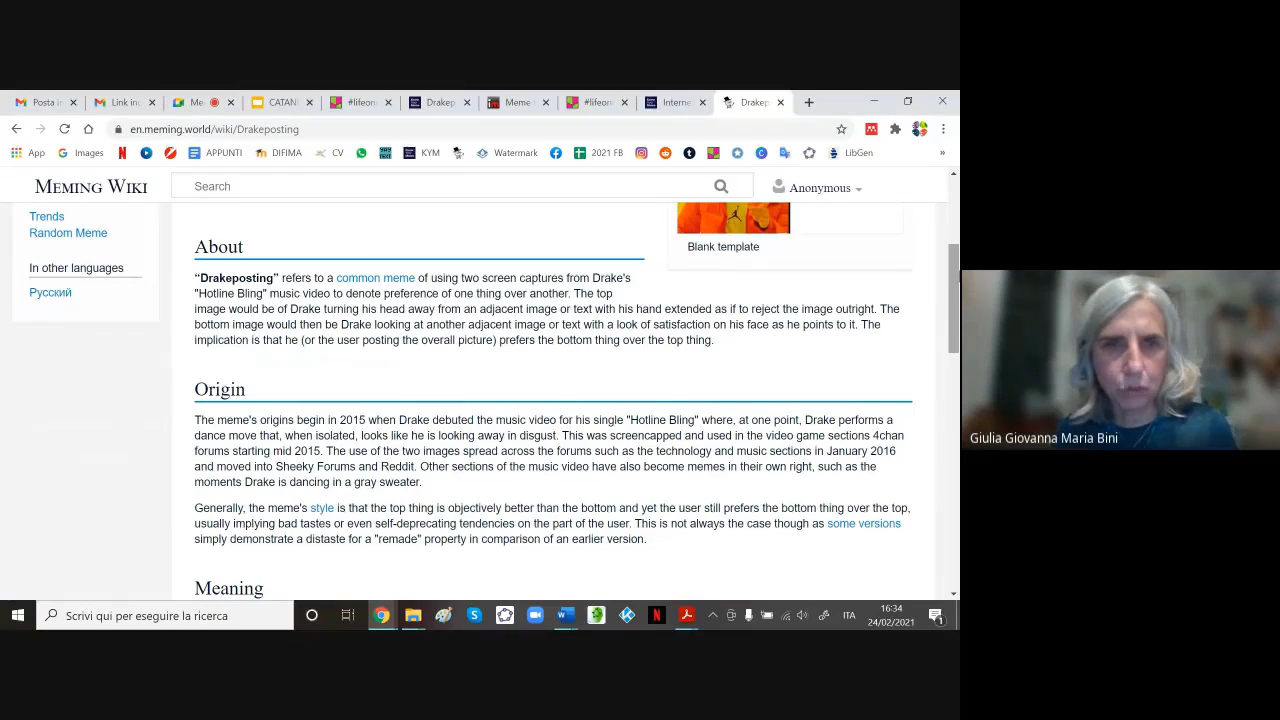 Posta in
Link inc
Me
CATANI
#lifeon
Drakep
Meme
#lifeon
Interne
Drakep
en.meming.world/wiki/Drakeposting
App
Images
APPUNTI
DIFIMA
CV
KYM
Watermark
2021 FB
LibGen
»
MEMING WIKI
Search
Anonymous
Trends
Random Meme
In other languages
Русский
Blank template
About
“Drakeposting” refers to a common meme of using two screen captures from Drake's
"Hotline Bling" music video to denote preference of one thing over another. The top
image would be of Drake turning his head away from an adjacent image or text with his hand extended as if to reject the image outright. The
bottom image would then be Drake looking at another adjacent image or text with a look of satisfaction on his face as he points to it. The
implication is that he (or the user posting the overall picture) prefers the bottom thing over the top thing.
Origin
The meme's origins begin in 2015 when Drake debuted the music video for his single "Hotline Bling" where, at one point, Drake performs a
dance move that, when isolated, looks like he is looking away in disgust. This was screencapped and used in the video game sections 4chan
forums starting mid 2015. The use of the two images spread across the forums such as the technology and music sections in January 2016
and moved into Sheeky Forums and Reddit. Other sections of the music video have also become memes in their own right, such as the
moments Drake is dancing in a gray sweater.
Generally, the meme's style is that the top thing is objectively better than the bottom and yet the user still prefers the bottom thing over the top,
usually implying bad tastes or even self-deprecating tendencies on the part of the user. This is not always the case though as some versions
simply demonstrate a distaste for a "remade" property in comparison of an earlier version.
Meaning
Giulia Giovanna Maria Bini
Scrivi qui per eseguire la ricerca
ITA
16:34
24/02/2021